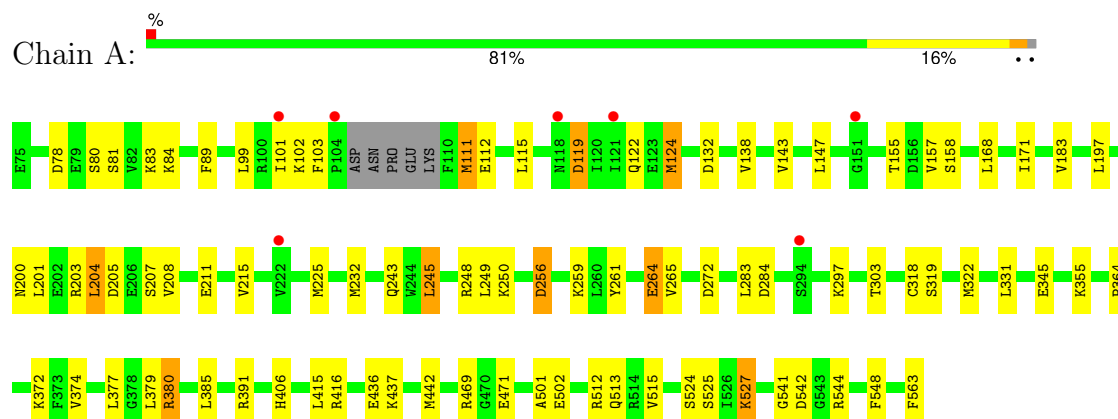 %
Chain A:
81% 16% • •
E75 D78 E79 S80 S81 V82 K83 K84 F89 L99 R100 I101 K102 F103 P104 ASP ASN PRO GLU LYS F110 M111 E112 L115 N118 D119 I120 I121 Q122 E123 M124 D132 V138 V143 L147 G151 T155 D156 V157 S158 L168 I171 V183 L197
N200 L201 E202 R203 L204 D205 E206 S207 V208 E211 V215 V222 M225 M232 Q243 W244 L245 R248 L249 K250 D256 K259 L260 Y261 E264 V265 D272 L283 D284 S294 K297 T303 C318 S319 M322 L331 E345 K355
K372 F373 V374 L377 G378 L379 R380 L385 R391 H406 L415 R416 E436 K437 M442 R469 G470 E471 A501 E502 R512 Q513 R514 V515 S524 S525 I526 K527 G541 D542 G543 R544 F548 F563